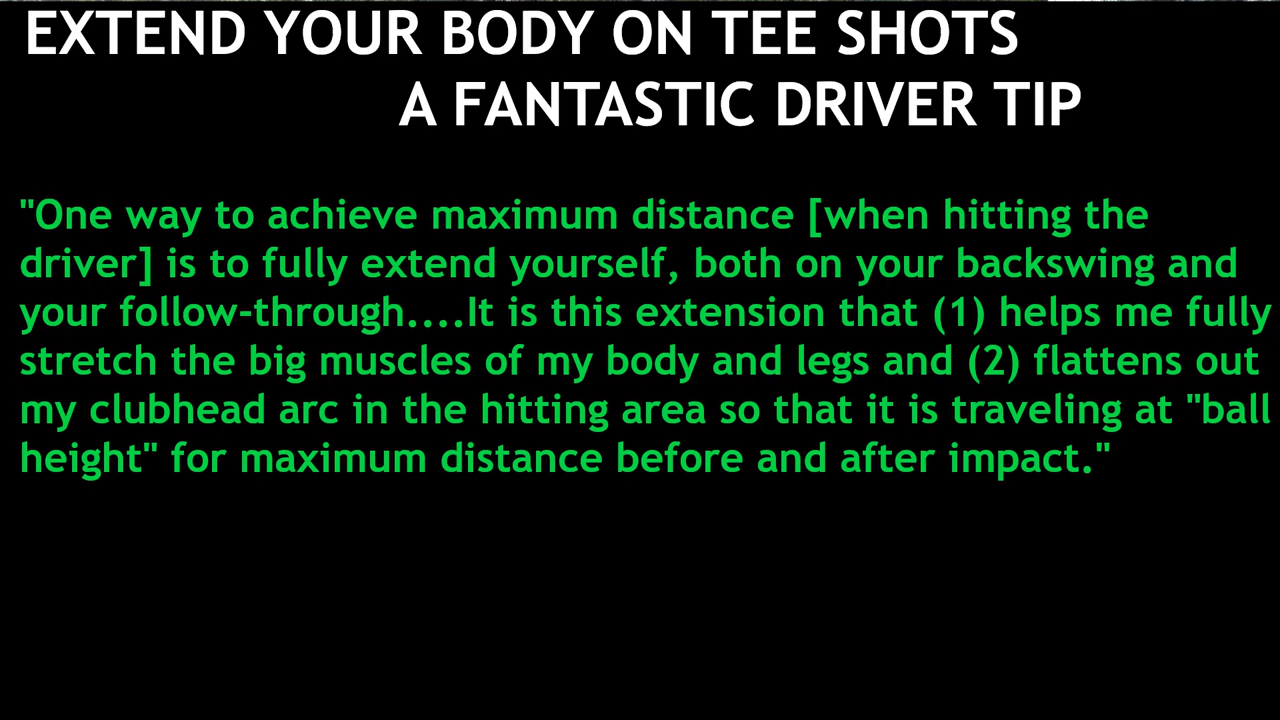 EXTEND YOUR BODY ON TEE SHOTS
A FANTASTIC DRIVER TIP
"One way to achieve maximum distance [when hitting the
driver] is to fully extend yourself, both on your backswing and
your follow-through....It is this extension that (1) helps me fully
stretch the big muscles of my body and legs and (2) flattens out
my clubhead arc in the hitting area so that it is traveling at "ball
height" for maximum distance before and after impact."